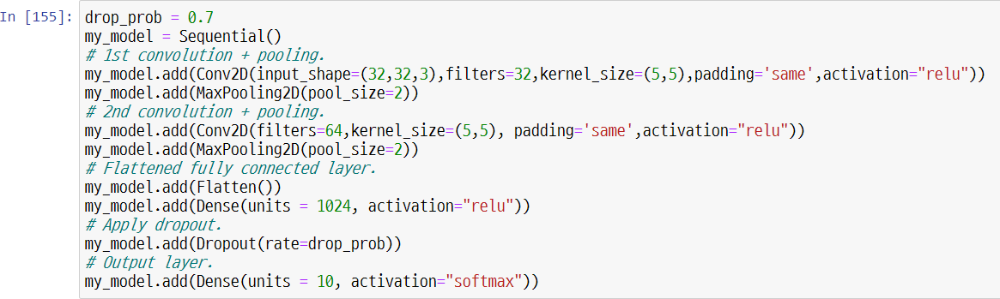 In [155]: drop_prob = 0.7
my_model = Sequential()
# 1st convolution + pooling.
my_model.add(Conv2D(input_shape=(32,32,3),filters=32,kernel_size=(5,5),padding='same',activation="relu"))
my_model.add(MaxPooling2D(pool_size=2))
# 2nd convolution + pooling.
my_model.add(Conv2D(filters=64,kernel_size=(5,5), padding='same',activation="relu"))
my_model.add(MaxPooling2D(pool_size=2))
# Flattened fully connected layer.
my_model.add(Flatten())
my_model.add(Dense(units = 1024, activation="relu"))
# Apply dropout.
my_model.add(Dropout(rate=drop_prob))
# Output layer.
my_model.add(Dense(units = 10, activation="softmax"))